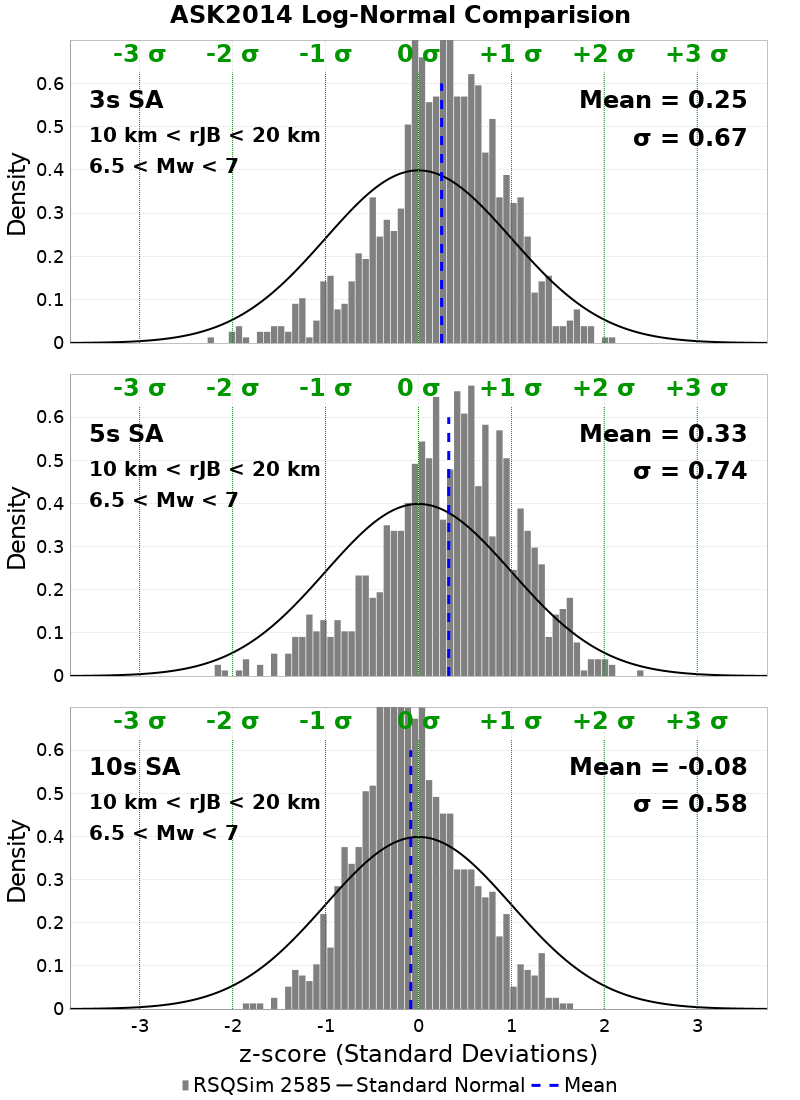 ASK2014 Log-Normal Comparision
-3 σ -2 σ -1 σ 0 σ +1 σ +2 σ +3 σ
3s SA
10 km < rJB < 20 km
6.5 < Mw < 7
Mean = 0.25
σ = 0.67
0.6
0.5
0.4
0.3
0.2
0.1
0
Density
-3 σ -2 σ -1 σ 0 σ +1 σ +2 σ +3 σ
5s SA
10 km < rJB < 20 km
6.5 < Mw < 7
Mean = 0.33
σ = 0.74
0.6
0.5
0.4
0.3
0.2
0.1
0
Density
-3 σ -2 σ -1 σ 0 σ +1 σ +2 σ +3 σ
10s SA
10 km < rJB < 20 km
6.5 < Mw < 7
Mean = -0.08
σ = 0.58
0.6
0.5
0.4
0.3
0.2
0.1
0
Density
-3 -2 -1 0 1 2 3
z-score (Standard Deviations)
RSQSim 2585 Standard Normal Mean